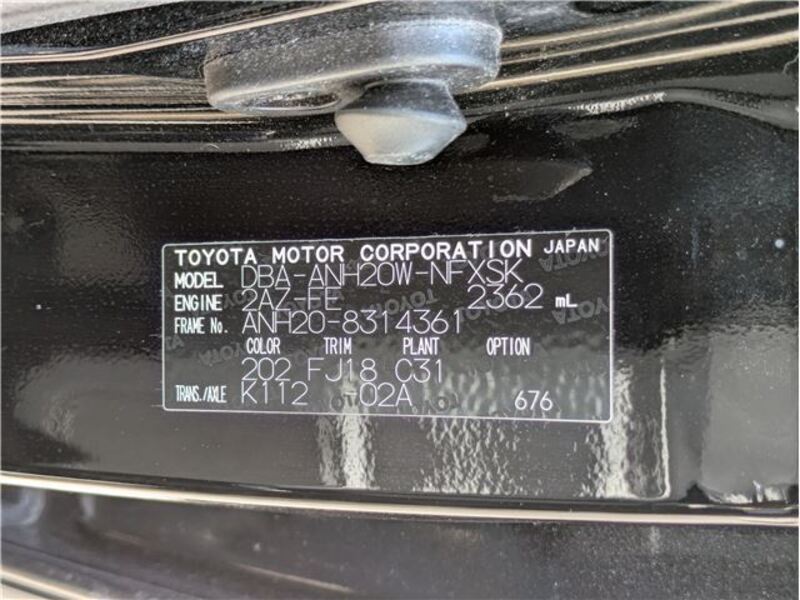 TOYOTA MOTOR CORPORATION JAPAN
MODEL DBA-ANH20W-NFXSK
ENGINE 2AZ-FE 2362 mL
FRAME No. ANH20-8314361
COLOR TRIM PLANT OPTION
202 FJ18 C31
TRANS./AXLE K112 02A 676